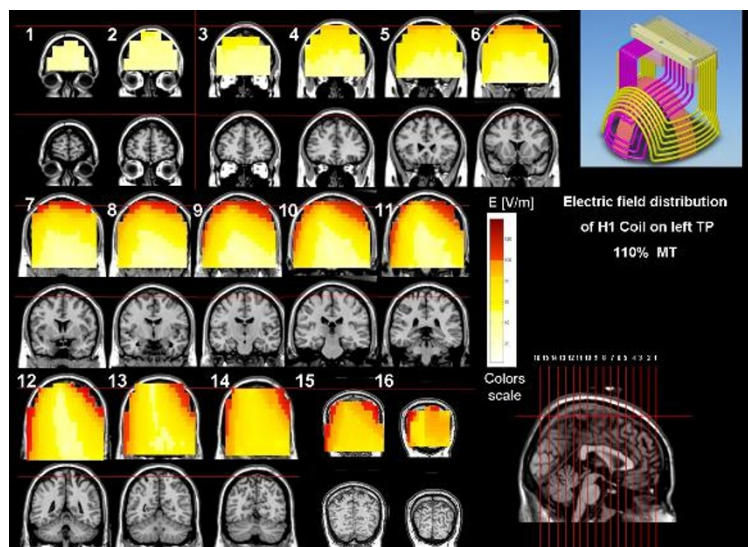 1 2 3 4 5 6
Electric field distribution
of H1 Coil on left TP
110% MT
7 8 9 10 11
E [V/m]
Colors
scale
12 13 14 15 16